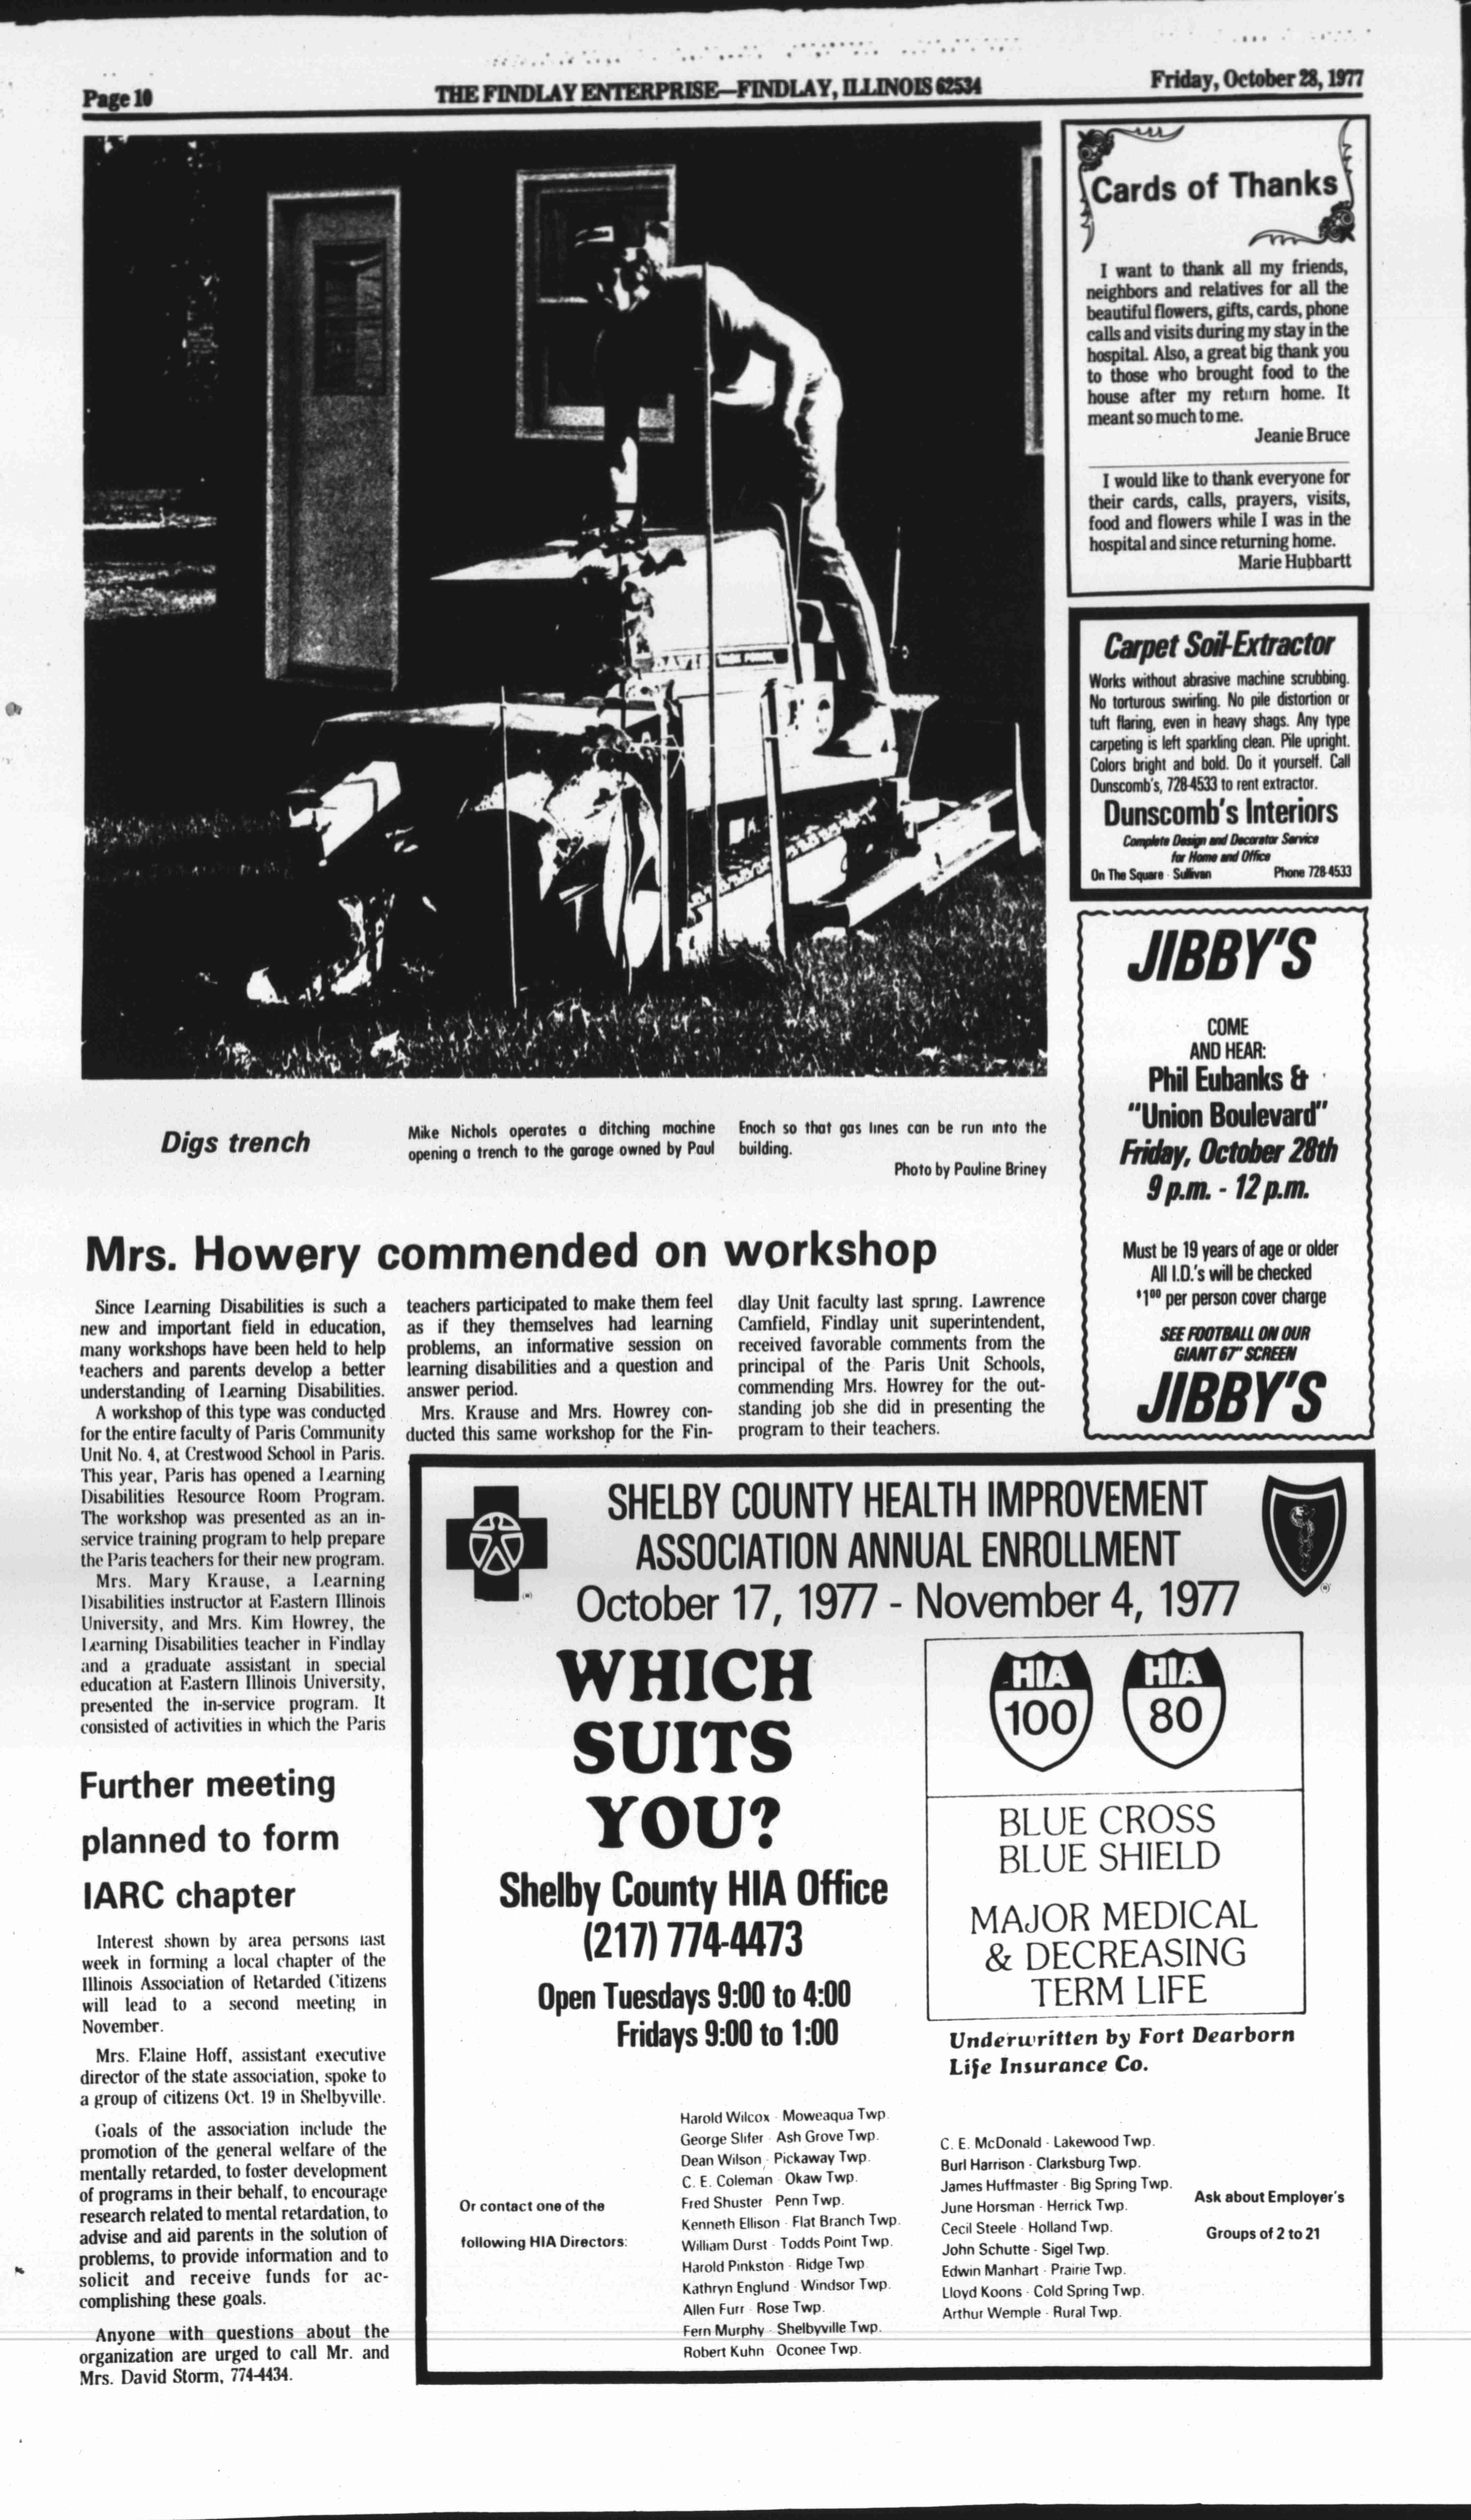 Page 10
THE FINDLAY ENTERPRISE—FINDLAY, ILLINOIS 62534
Friday, October 28, 1977
Digs trench
Mike Nichols operates a ditching machine
opening a trench to the garage owned by Paul
Enoch so that gas lines can be run into the
building.
Photo by Pauline Briney
Mrs. Howery commended on workshop
Since Learning Disabilities is such a
new and important field in education,
many workshops have been held to help
teachers and parents develop a better
understanding of Learning Disabilities.
A workshop of this type was conducted
for the entire faculty of Paris Community
Unit No. 4, at Crestwood School in Paris.
This year, Paris has opened a Learning
Disabilities Resource Room Program.
The workshop was presented as an in-
service training program to help prepare
the Paris teachers for their new program.
Mrs. Mary Krause, a Learning
Disabilities instructor at Eastern Illinois
University, and Mrs. Kim Howrey, the
Learning Disabilities teacher in Findlay
and a graduate assistant in special
education at Eastern Illinois University,
presented the in-service program. It
consisted of activities in which the Paris
teachers participated to make them feel
as if they themselves had learning
problems, an informative session on
learning disabilities and a question and
answer period.
Mrs. Krause and Mrs. Howrey con-
ducted this same workshop for the Fin-
dlay Unit faculty last spring. Lawrence
Camfield, Findlay unit superintendent,
received favorable comments from the
principal of the Paris Unit Schools,
commending Mrs. Howrey for the out-
standing job she did in presenting the
program to their teachers.
Further meeting
planned to form
IARC chapter
Interest shown by area persons last
week in forming a local chapter of the
Illinois Association of Retarded Citizens
will lead to a second meeting in
November.
Mrs. Elaine Hoff, assistant executive
director of the state association, spoke to
a group of citizens Oct. 19 in Shelbyville.
Goals of the association include the
promotion of the general welfare of the
mentally retarded, to foster development
of programs in their behalf, to encourage
research related to mental retardation, to
advise and aid parents in the solution of
problems, to provide information and to
solicit and receive funds for ac-
complishing these goals.
Anyone with questions about the
organization are urged to call Mr. and
Mrs. David Storm, 774-4434.
Cards of Thanks
I want to thank all my friends,
neighbors and relatives for all the
beautiful flowers, gifts, cards, phone
calls and visits during my stay in the
hospital. Also, a great big thank you
to those who brought food to the
house after my return home. It
meant so much to me.
Jeanie Bruce
I would like to thank everyone for
their cards, calls, prayers, visits,
food and flowers while I was in the
hospital and since returning home.
Marie Hubbartt
Carpet Soil-Extractor
Works without abrasive machine scrubbing.
No torturous swirling. No pile distortion or
tuft flaring, even in heavy shags. Any type
carpeting is left sparkling clean. Pile upright.
Colors bright and bold. Do it yourself. Call
Dunscomb's, 728-4533 to rent extractor.
Dunscomb's Interiors
Complete Design and Decorator Service
for Home and Office
On The Square - Sullivan Phone 728-4533
JIBBY'S
COME
AND HEAR:
Phil Eubanks &
"Union Boulevard"
Friday, October 28th
9 p.m. - 12 p.m.
Must be 19 years of age or older
All I.D.'s will be checked
$1⁰⁰ per person cover charge
SEE FOOTBALL ON OUR
GIANT 67" SCREEN
JIBBY'S
SHELBY COUNTY HEALTH IMPROVEMENT
ASSOCIATION ANNUAL ENROLLMENT
October 17, 1977 - November 4, 1977
WHICH
SUITS
YOU?
Shelby County HIA Office
(217) 774-4473
Open Tuesdays 9:00 to 4:00
Fridays 9:00 to 1:00
HIA 100
HIA 80
BLUE CROSS
BLUE SHIELD
MAJOR MEDICAL
& DECREASING
TERM LIFE
Underwritten by Fort Dearborn
Life Insurance Co.
Or contact one of the
following HIA Directors:
Harold Wilcox - Moweaqua Twp.
George Slifer - Ash Grove Twp.
Dean Wilson - Pickaway Twp.
C. E. Coleman - Okaw Twp.
Fred Shuster - Penn Twp.
Kenneth Ellison - Flat Branch Twp.
William Durst - Todds Point Twp.
Harold Pinkston - Ridge Twp.
Kathryn Englund - Windsor Twp.
Allen Furr - Rose Twp.
Fern Murphy - Shelbyville Twp.
Robert Kuhn - Oconee Twp.
C. E. McDonald - Lakewood Twp.
Burl Harrison - Clarksburg Twp.
James Huffmaster - Big Spring Twp.
June Horsman - Herrick Twp.
Cecil Steele - Holland Twp.
John Schutte - Sigel Twp.
Edwin Manhart - Prairie Twp.
Lloyd Koons - Cold Spring Twp.
Arthur Wemple - Rural Twp.
Ask about Employer's
Groups of 2 to 21